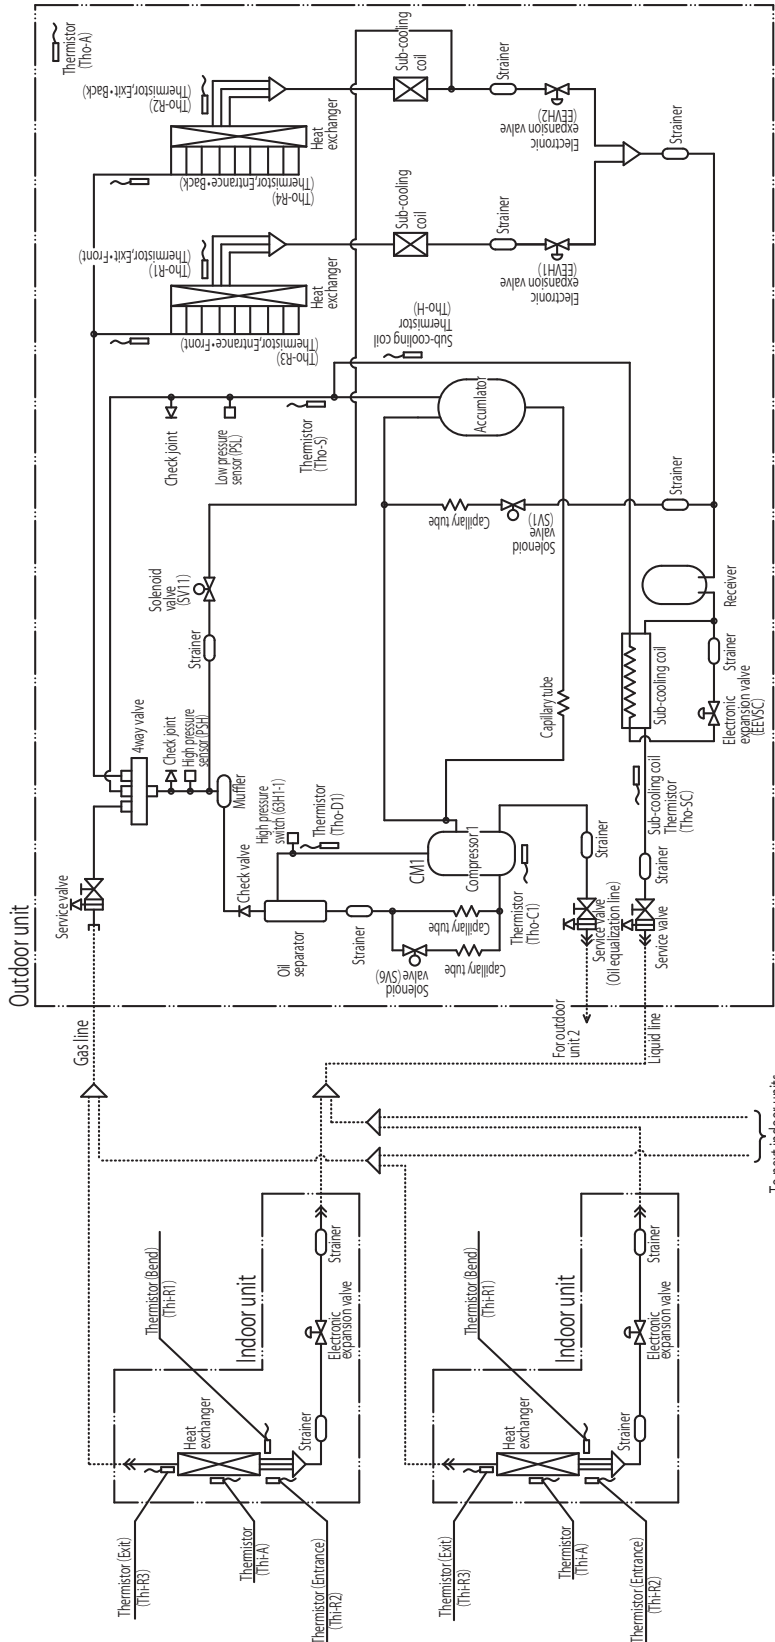 Outdoor unit
Thermistor
(Tho-A)
(Thermistor,Exit•Back)
(Tho-R2)
Heat
exchanger
(Thermistor,Entrance•Back)
(Tho-R4)
(Thermistor,Exit•Front)
(Tho-R1)
Heat
exchanger
(Thermistor,Entrance•Front)
(Tho-R3)
Sub-cooling
coil
Strainer
Electronic
expansion valve
(EEVH2)
Strainer
Sub-cooling
coil
Strainer
Electronic
expansion valve
(EEVH1)
Sub-cooling coil
Thermistor
(Tho-H)
Check joint
Low pressure
sensor (PSL)
Thermistor
(Tho-S)
Accumlator
Solenoid
valve
(SV11)
Strainer
Capillary tube
Solenoid
valve
(SV1)
Strainer
Receiver
4way valve
Check joint
High pressure
sensor (PSH)
Muffler
Capillary tube
Sub-cooling coil
Strainer
Electronic
expansion valve
(EEVSC)
Service valve
Check valve
High pressure
switch (63H1-1)
Thermistor
(Tho-D1)
CM1
Compressor1
Oil
separator
Strainer
Capillary tube
Solenoid
valve (SV6)
Capillary tube
Thermistor
(Tho-C1)
Strainer
Service valve
(Oil equalization line)
Sub-cooling coil
Thermistor
(Tho-SC)
Strainer
Service valve
Gas line
For outdoor
unit 2
Liquid line
To next indoor units
Indoor unit
Thermistor (Bend)
(Thi-R1)
Strainer
Electronic
expansion valve
Strainer
Heat
exchanger
Thermistor (Exit)
(Thi-R3)
Thermistor
(Thi-A)
Thermistor (Entrance)
(Thi-R2)
Indoor unit
Thermistor (Bend)
(Thi-R1)
Strainer
Electronic
expansion valve
Strainer
Heat
exchanger
Thermistor (Exit)
(Thi-R3)
Thermistor
(Thi-A)
Thermistor (Entrance)
(Thi-R2)